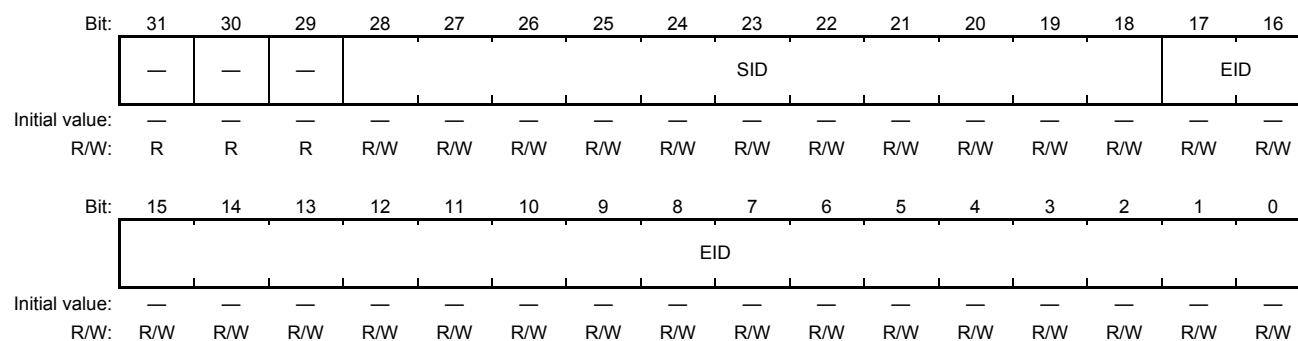 Bit: 31 30 29 28 27 26 25 24 23 22 21 20 19 18 17 16
— — — SID EID
Initial value: — — — — — — — — — — — — — — — —
R/W: R R R R/W R/W R/W R/W R/W R/W R/W R/W R/W R/W R/W R/W R/W
Bit: 15 14 13 12 11 10 9 8 7 6 5 4 3 2 1 0
EID
Initial value: — — — — — — — — — — — — — — — —
R/W: R/W R/W R/W R/W R/W R/W R/W R/W R/W R/W R/W R/W R/W R/W R/W R/W